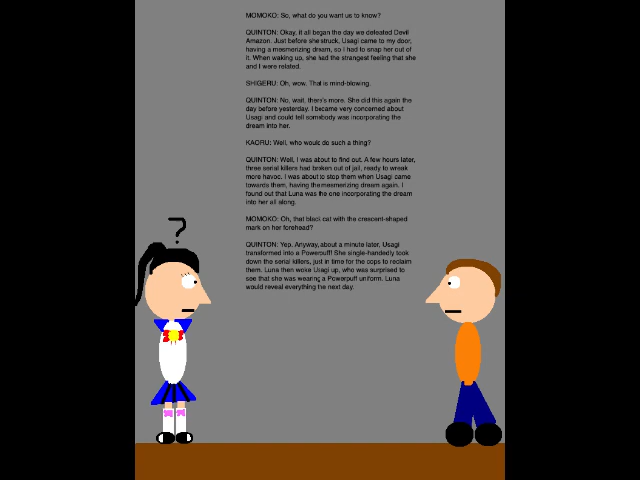 MOMOKO: So, what do you want us to know?
QUINTON: Okay, it all began the day we defeated Devil
Amazon. Just before she struck, Usagi came to my door,
having a mesmerizing dream, so I had to snap her out of
it. When waking up, she had the strangest feeling that she
and I were related.
SHIGERU: Oh, wow. That is mind-blowing.
QUINTON: No, wait, there's more. She did this again the
day before yesterday. I became very concerned about
Usagi and could tell somebody was incorporating the
dream into her.
KAORU: Well, who would do such a thing?
QUINTON: Well, I was about to find out. A few hours later,
three serial killers had broken out of jail, ready to wreak
more havoc. I was about to stop them when Usagi came
towards them, having the mesmerizing dream again. I
found out that Luna was the one incorporating the dream
into her all along.
MOMOKO: Oh, that black cat with the crescent-shaped
mark on her forehead?
QUINTON: Yep. Anyway, about a minute later, Usagi
transformed into a Powerpuff! She single-handedly took
down the serial killers, just in time for the cops to reclaim
them. Luna then woke Usagi up, who was surprised to
see that she was wearing a Powerpuff uniform. Luna
would reveal everything the next day.
?